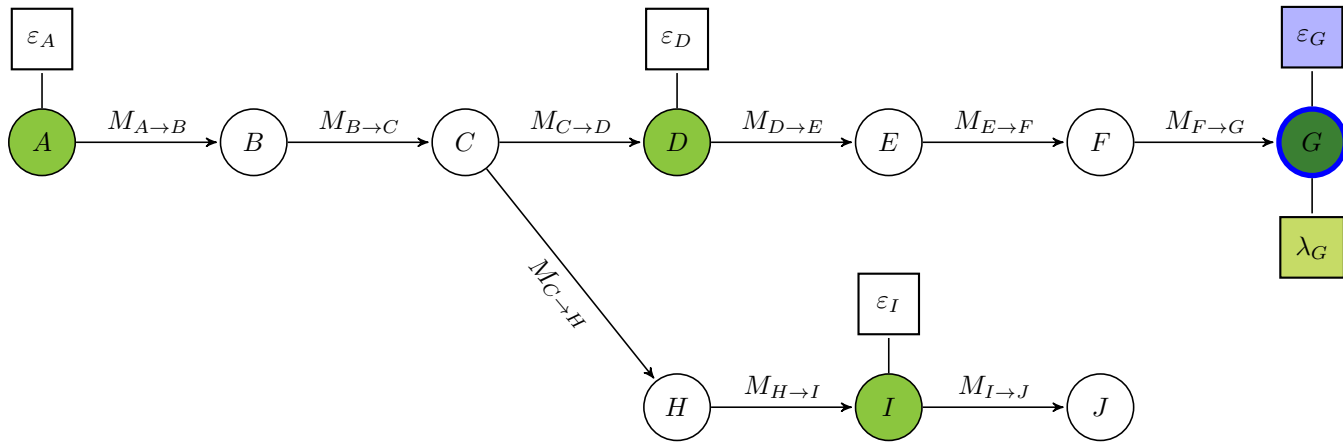 ε_A ε_D ε_G
M_{A→B} M_{B→C} M_{C→D} M_{D→E} M_{E→F} M_{F→G}
A B C D E F G
λ_G
M_{C→H}
ε_I
M_{H→I} M_{I→J}
H I J